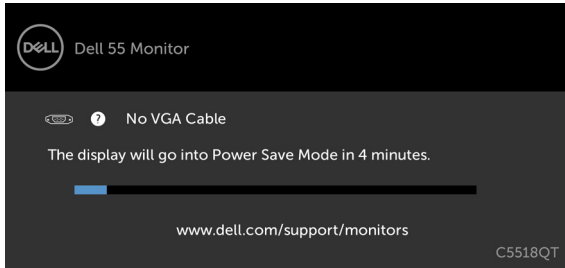 DELL
Dell 55 Monitor
? No VGA Cable
The display will go into Power Save Mode in 4 minutes.
www.dell.com/support/monitors
C5518QT